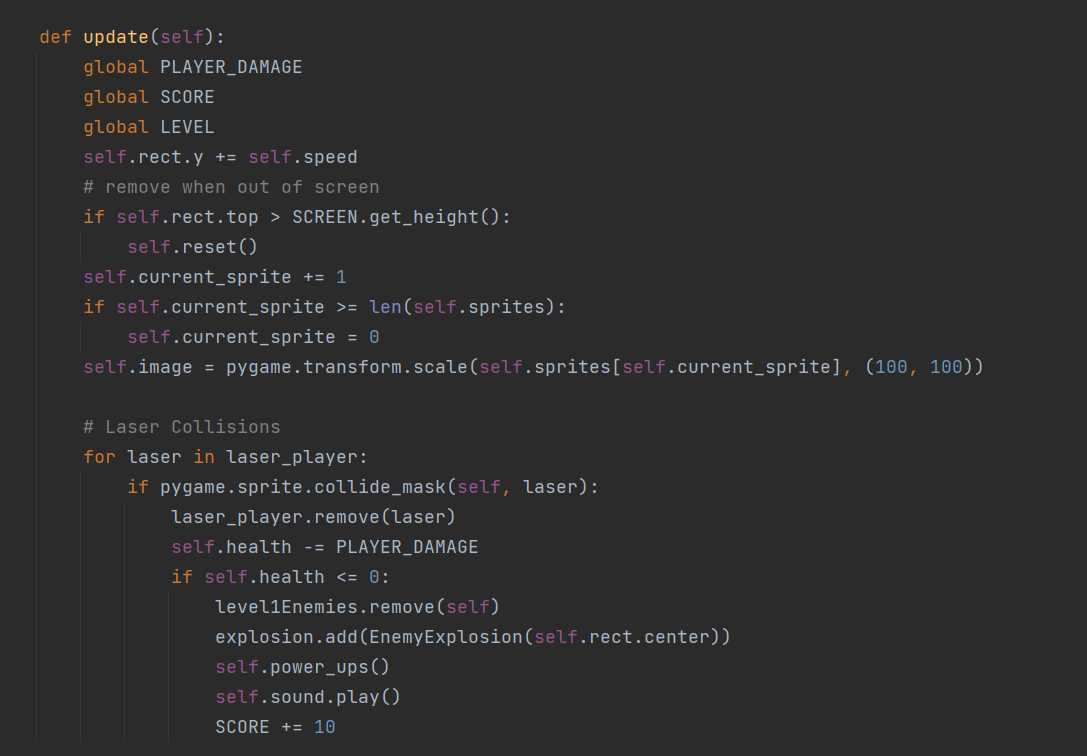 def update(self):
    global PLAYER_DAMAGE
    global SCORE
    global LEVEL
    self.rect.y += self.speed
    # remove when out of screen
    if self.rect.top > SCREEN.get_height():
        self.reset()
    self.current_sprite += 1
    if self.current_sprite >= len(self.sprites):
        self.current_sprite = 0
    self.image = pygame.transform.scale(self.sprites[self.current_sprite], (100, 100))

    # Laser Collisions
    for laser in laser_player:
        if pygame.sprite.collide_mask(self, laser):
            laser_player.remove(laser)
            self.health -= PLAYER_DAMAGE
            if self.health <= 0:
                level1Enemies.remove(self)
                explosion.add(EnemyExplosion(self.rect.center))
                self.power_ups()
                self.sound.play()
                SCORE += 10